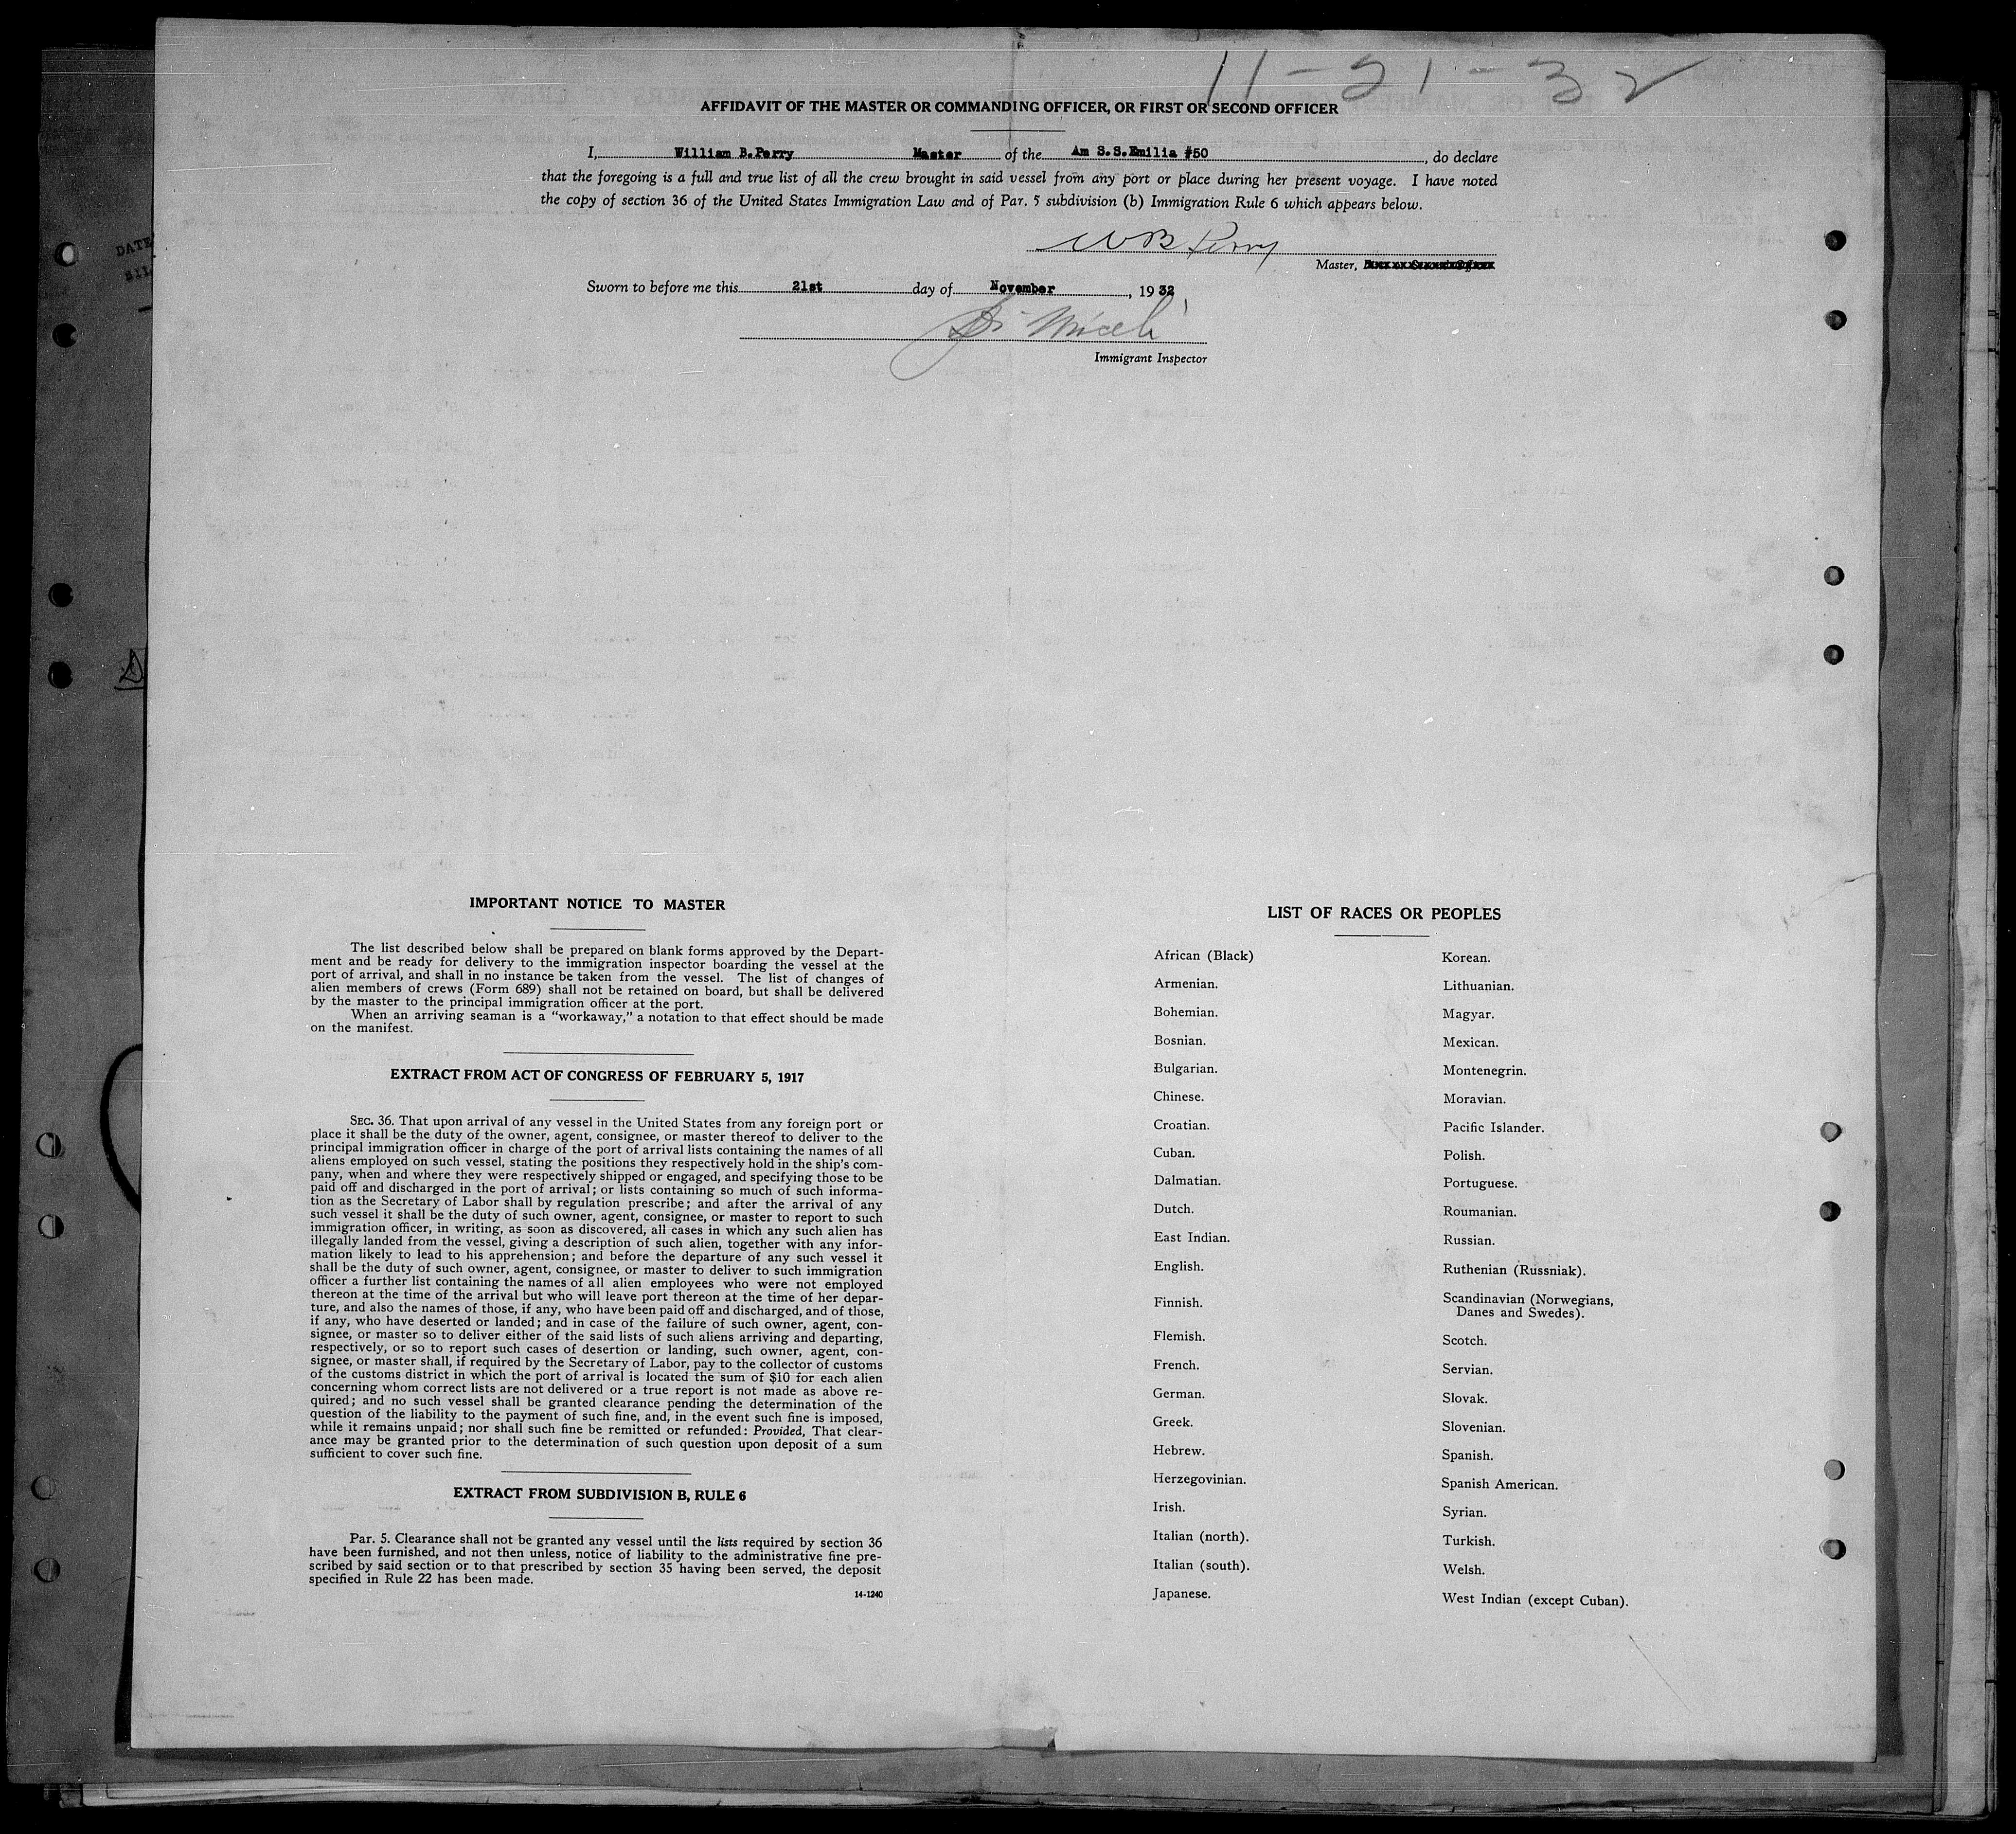 11-21-32
AFFIDAVIT OF THE MASTER OR COMMANDING OFFICER, OR FIRST OR SECOND OFFICER
I, William B.Perry Master of the Am S.S.Emilia #50, do declare
that the foregoing is a full and true list of all the crew brought in said vessel from any port or place during her present voyage. I have noted
the copy of section 36 of the United States Immigration Law and of Par. 5 subdivision (b) Immigration Rule 6 which appears below.
WB Perry
Master,
Sworn to before me this 21st day of November, 1932
Immigrant Inspector
IMPORTANT NOTICE TO MASTER
The list described below shall be prepared on blank forms approved by the Depart-
ment and be ready for delivery to the immigration inspector boarding the vessel at the
port of arrival, and shall in no instance be taken from the vessel. The list of changes of
alien members of crews (Form 689) shall not be retained on board, but shall be delivered
by the master to the principal immigration officer at the port.
When an arriving seaman is a "workaway," a notation to that effect should be made
on the manifest.
EXTRACT FROM ACT OF CONGRESS OF FEBRUARY 5, 1917
SEC. 36. That upon arrival of any vessel in the United States from any foreign port or
place it shall be the duty of the owner, agent, consignee, or master thereof to deliver to the
principal immigration officer in charge of the port of arrival lists containing the names of all
aliens employed on such vessel, stating the positions they respectively hold in the ship's com-
pany, when and where they were respectively shipped or engaged, and specifying those to be
paid off and discharged in the port of arrival; or lists containing so much of such informa-
tion as the Secretary of Labor shall by regulation prescribe; and after the arrival of any
such vessel it shall be the duty of such owner, agent, consignee, or master to report to such
immigration officer, in writing, as soon as discovered, all cases in which any such alien has
illegally landed from the vessel, giving a description of such alien, together with any infor-
mation likely to lead to his apprehension; and before the departure of any such vessel it
shall be the duty of such owner, agent, consignee, or master to deliver to such immigration
officer a further list containing the names of all alien employees who were not employed
thereon at the time of the arrival but who will leave port thereon at the time of her depar-
ture, and also the names of those, if any, who have been paid off and discharged, and of those,
if any, who have deserted or landed; and in case of the failure of such owner, agent, con-
signee, or master so to deliver either of the said lists of such aliens arriving and departing,
respectively, or so to report such cases of desertion or landing, such owner, agent, con-
signee, or master shall, if required by the Secretary of Labor, pay to the collector of customs
of the customs district in which the port of arrival is located the sum of $10 for each alien
concerning whom correct lists are not delivered or a true report is not made as above re-
quired; and no such vessel shall be granted clearance pending the determination of the
question of the liability to the payment of such fine, and, in the event such fine is imposed,
while it remains unpaid; nor shall such fine be remitted or refunded: Provided, That clear-
ance may be granted prior to the determination of such question upon deposit of a sum
sufficient to cover such fine.
EXTRACT FROM SUBDIVISION B, RULE 6
Par. 5. Clearance shall not be granted any vessel until the lists required by section 36
have been furnished, and not then unless, notice of liability to the administrative fine pre-
scribed by said section or to that prescribed by section 35 having been served, the deposit
specified in Rule 22 has been made.
14-1240
LIST OF RACES OR PEOPLES
African (Black)
Armenian.
Bohemian.
Bosnian.
Bulgarian.
Chinese.
Croatian.
Cuban.
Dalmatian.
Dutch.
East Indian.
English.
Finnish.
Flemish.
French.
German.
Greek.
Hebrew.
Herzegovinian.
Irish.
Italian (north).
Italian (south).
Japanese.
Korean.
Lithuanian.
Magyar.
Mexican.
Montenegrin.
Moravian.
Pacific Islander.
Polish.
Portuguese.
Roumanian.
Russian.
Ruthenian (Russniak).
Scandinavian (Norwegians,
Danes and Swedes).
Scotch.
Servian.
Slovak.
Slovenian.
Spanish.
Spanish American.
Syrian.
Turkish.
Welsh.
West Indian (except Cuban).